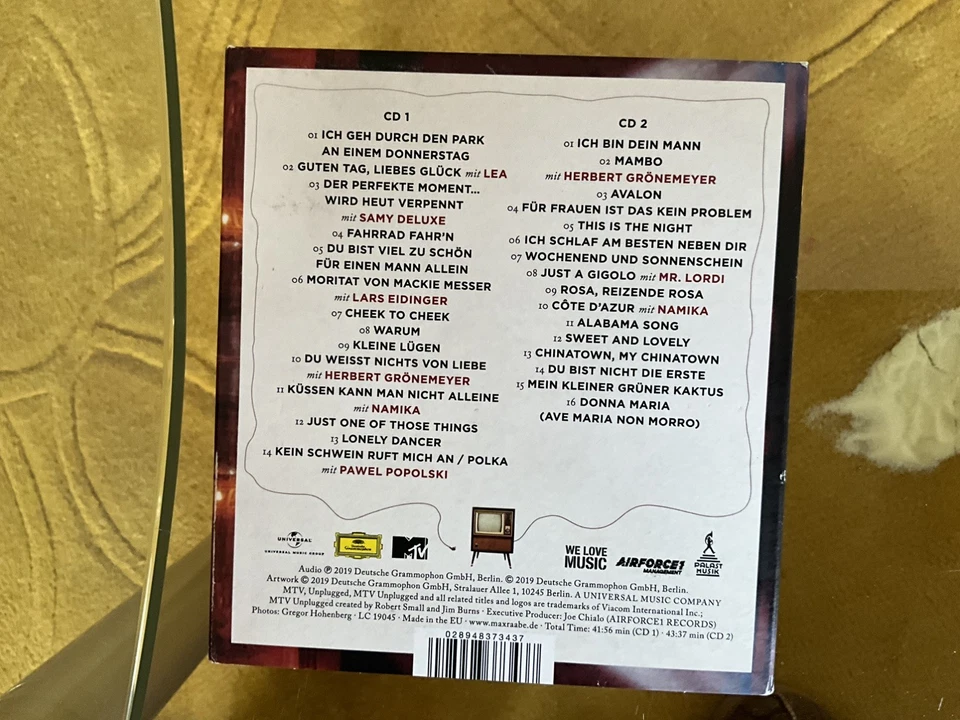 CD 1
01 ICH GEH DURCH DEN PARK
AN EINEM DONNERSTAG
02 GUTEN TAG, LIEBES GLÜCK mit LEA
03 DER PERFEKTE MOMENT...
WIRD HEUT VERPENNT
mit SAMY DELUXE
04 FAHRRAD FAHR'N
05 DU BIST VIEL ZU SCHÖN
FÜR EINEN MANN ALLEIN
06 MORITAT VON MACKIE MESSER
mit LARS EIDINGER
07 CHEEK TO CHEEK
08 WARUM
09 KLEINE LÜGEN
10 DU WEISST NICHTS VON LIEBE
mit HERBERT GRÖNEMEYER
11 KÜSSEN KANN MAN NICHT ALLEINE
mit NAMIKA
12 JUST ONE OF THOSE THINGS
13 LONELY DANCER
14 KEIN SCHWEIN RUFT MICH AN / POLKA
mit PAWEL POPOLSKI
CD 2
01 ICH BIN DEIN MANN
02 MAMBO
mit HERBERT GRÖNEMEYER
03 AVALON
04 FÜR FRAUEN IST DAS KEIN PROBLEM
05 THIS IS THE NIGHT
06 ICH SCHLAF AM BESTEN NEBEN DIR
07 WOCHENEND UND SONNENSCHEIN
08 JUST A GIGOLO mit MR. LORDI
09 ROSA, REIZENDE ROSA
10 CÔTE D'AZUR mit NAMIKA
11 ALABAMA SONG
12 SWEET AND LOVELY
13 CHINATOWN, MY CHINATOWN
14 DU BIST NICHT DIE ERSTE
15 MEIN KLEINER GRÜNER KAKTUS
16 DONNA MARIA
(AVE MARIA NON MORRO)
UNIVERSAL
UNIVERSAL MUSIC GROUP
Deutsche Grammophon
MTV
WE LOVE
MUSIC
AIRFORCE1
MANAGEMENT
PALAST
MUSIK
Audio ℗ 2019 Deutsche Grammophon GmbH, Berlin. © 2019 Deutsche Grammophon GmbH, Berlin.
Artwork © 2019 Deutsche Grammophon GmbH, Stralauer Allee 1, 10245 Berlin. A UNIVERSAL MUSIC COMPANY
MTV, Unplugged, MTV Unplugged and all related titles and logos are trademarks of Viacom International Inc.;
MTV Unplugged created by Robert Small and Jim Burns · Executive Producer: Joe Chialo (AIRFORCE1 RECORDS)
Photos: Gregor Hohenberg · LC 19045 · Made in the EU · www.maxraabe.de · Total Time: 41:56 min (CD 1) · 43:37 min (CD 2)
028948373437